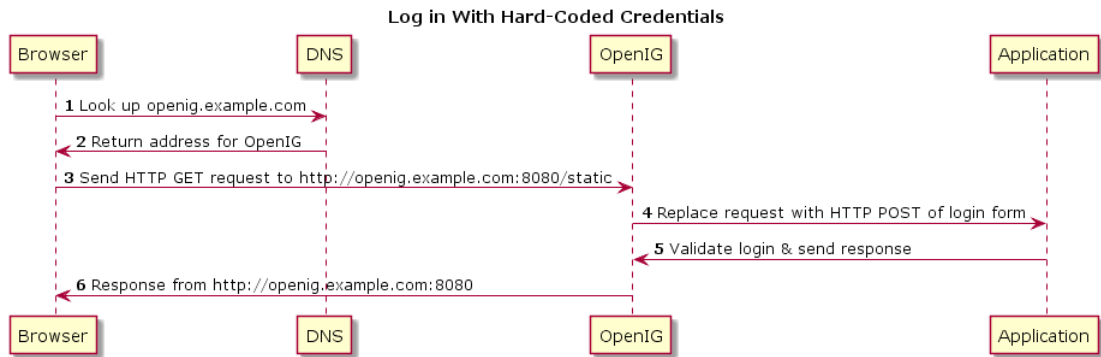 Log in With Hard-Coded Credentials
Browser DNS OpenIG Application
1 Look up openig.example.com
2 Return address for OpenIG
3 Send HTTP GET request to http://openig.example.com:8080/static
4 Replace request with HTTP POST of login form
5 Validate login & send response
6 Response from http://openig.example.com:8080
Browser DNS OpenIG Application